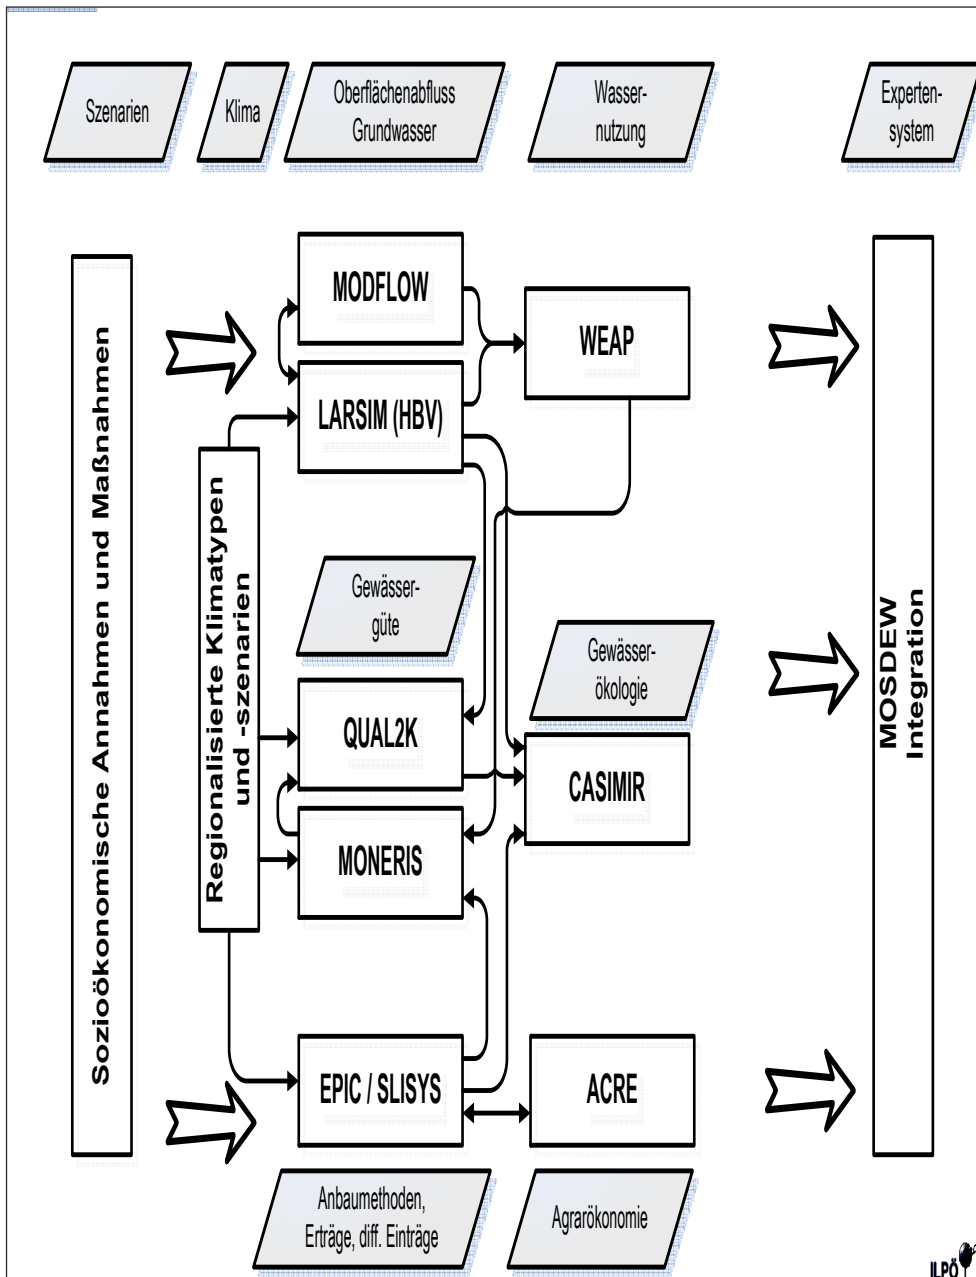 Szenarien
Klima
Oberflächenabfluss
Grundwasser
Wasser-
nutzung
Experten-
system
Sozioökonomische Annahmen und Maßnahmen
Regionalisierte Klimatypen
und -szenarien
MODFLOW
LARSIM (HBV)
WEAP
Gewässer-
güte
Gewässer-
ökologie
QUAL2K
MONERIS
CASIMIR
EPIC / SLISYS
ACRE
Anbaumethoden,
Erträge, diff. Einträge
Agrarökonomie
MOSDEW
Integration
ILPÖ